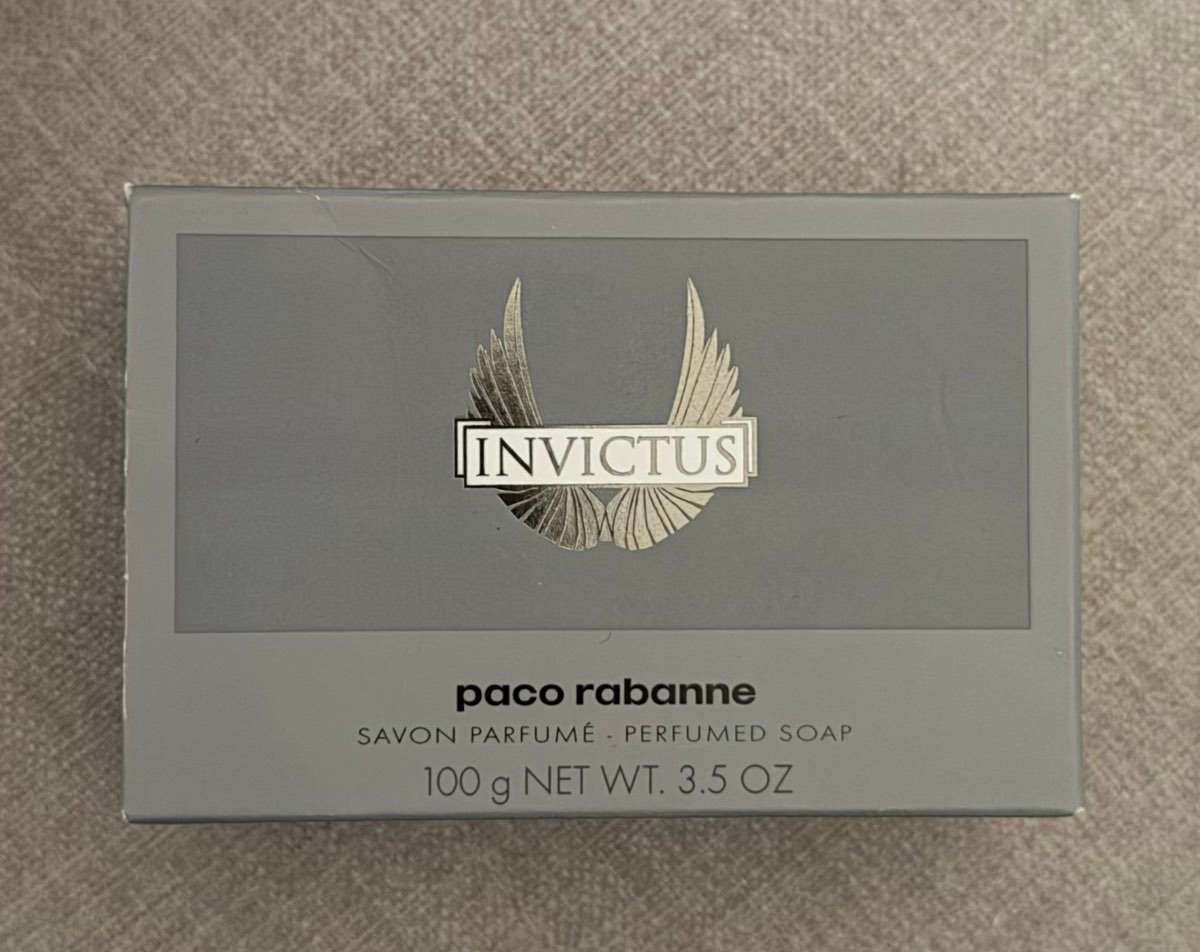 INVICTUS
paco rabanne
SAVON PARFUMÉ - PERFUMED SOAP
100 g NET WT. 3.5 OZ